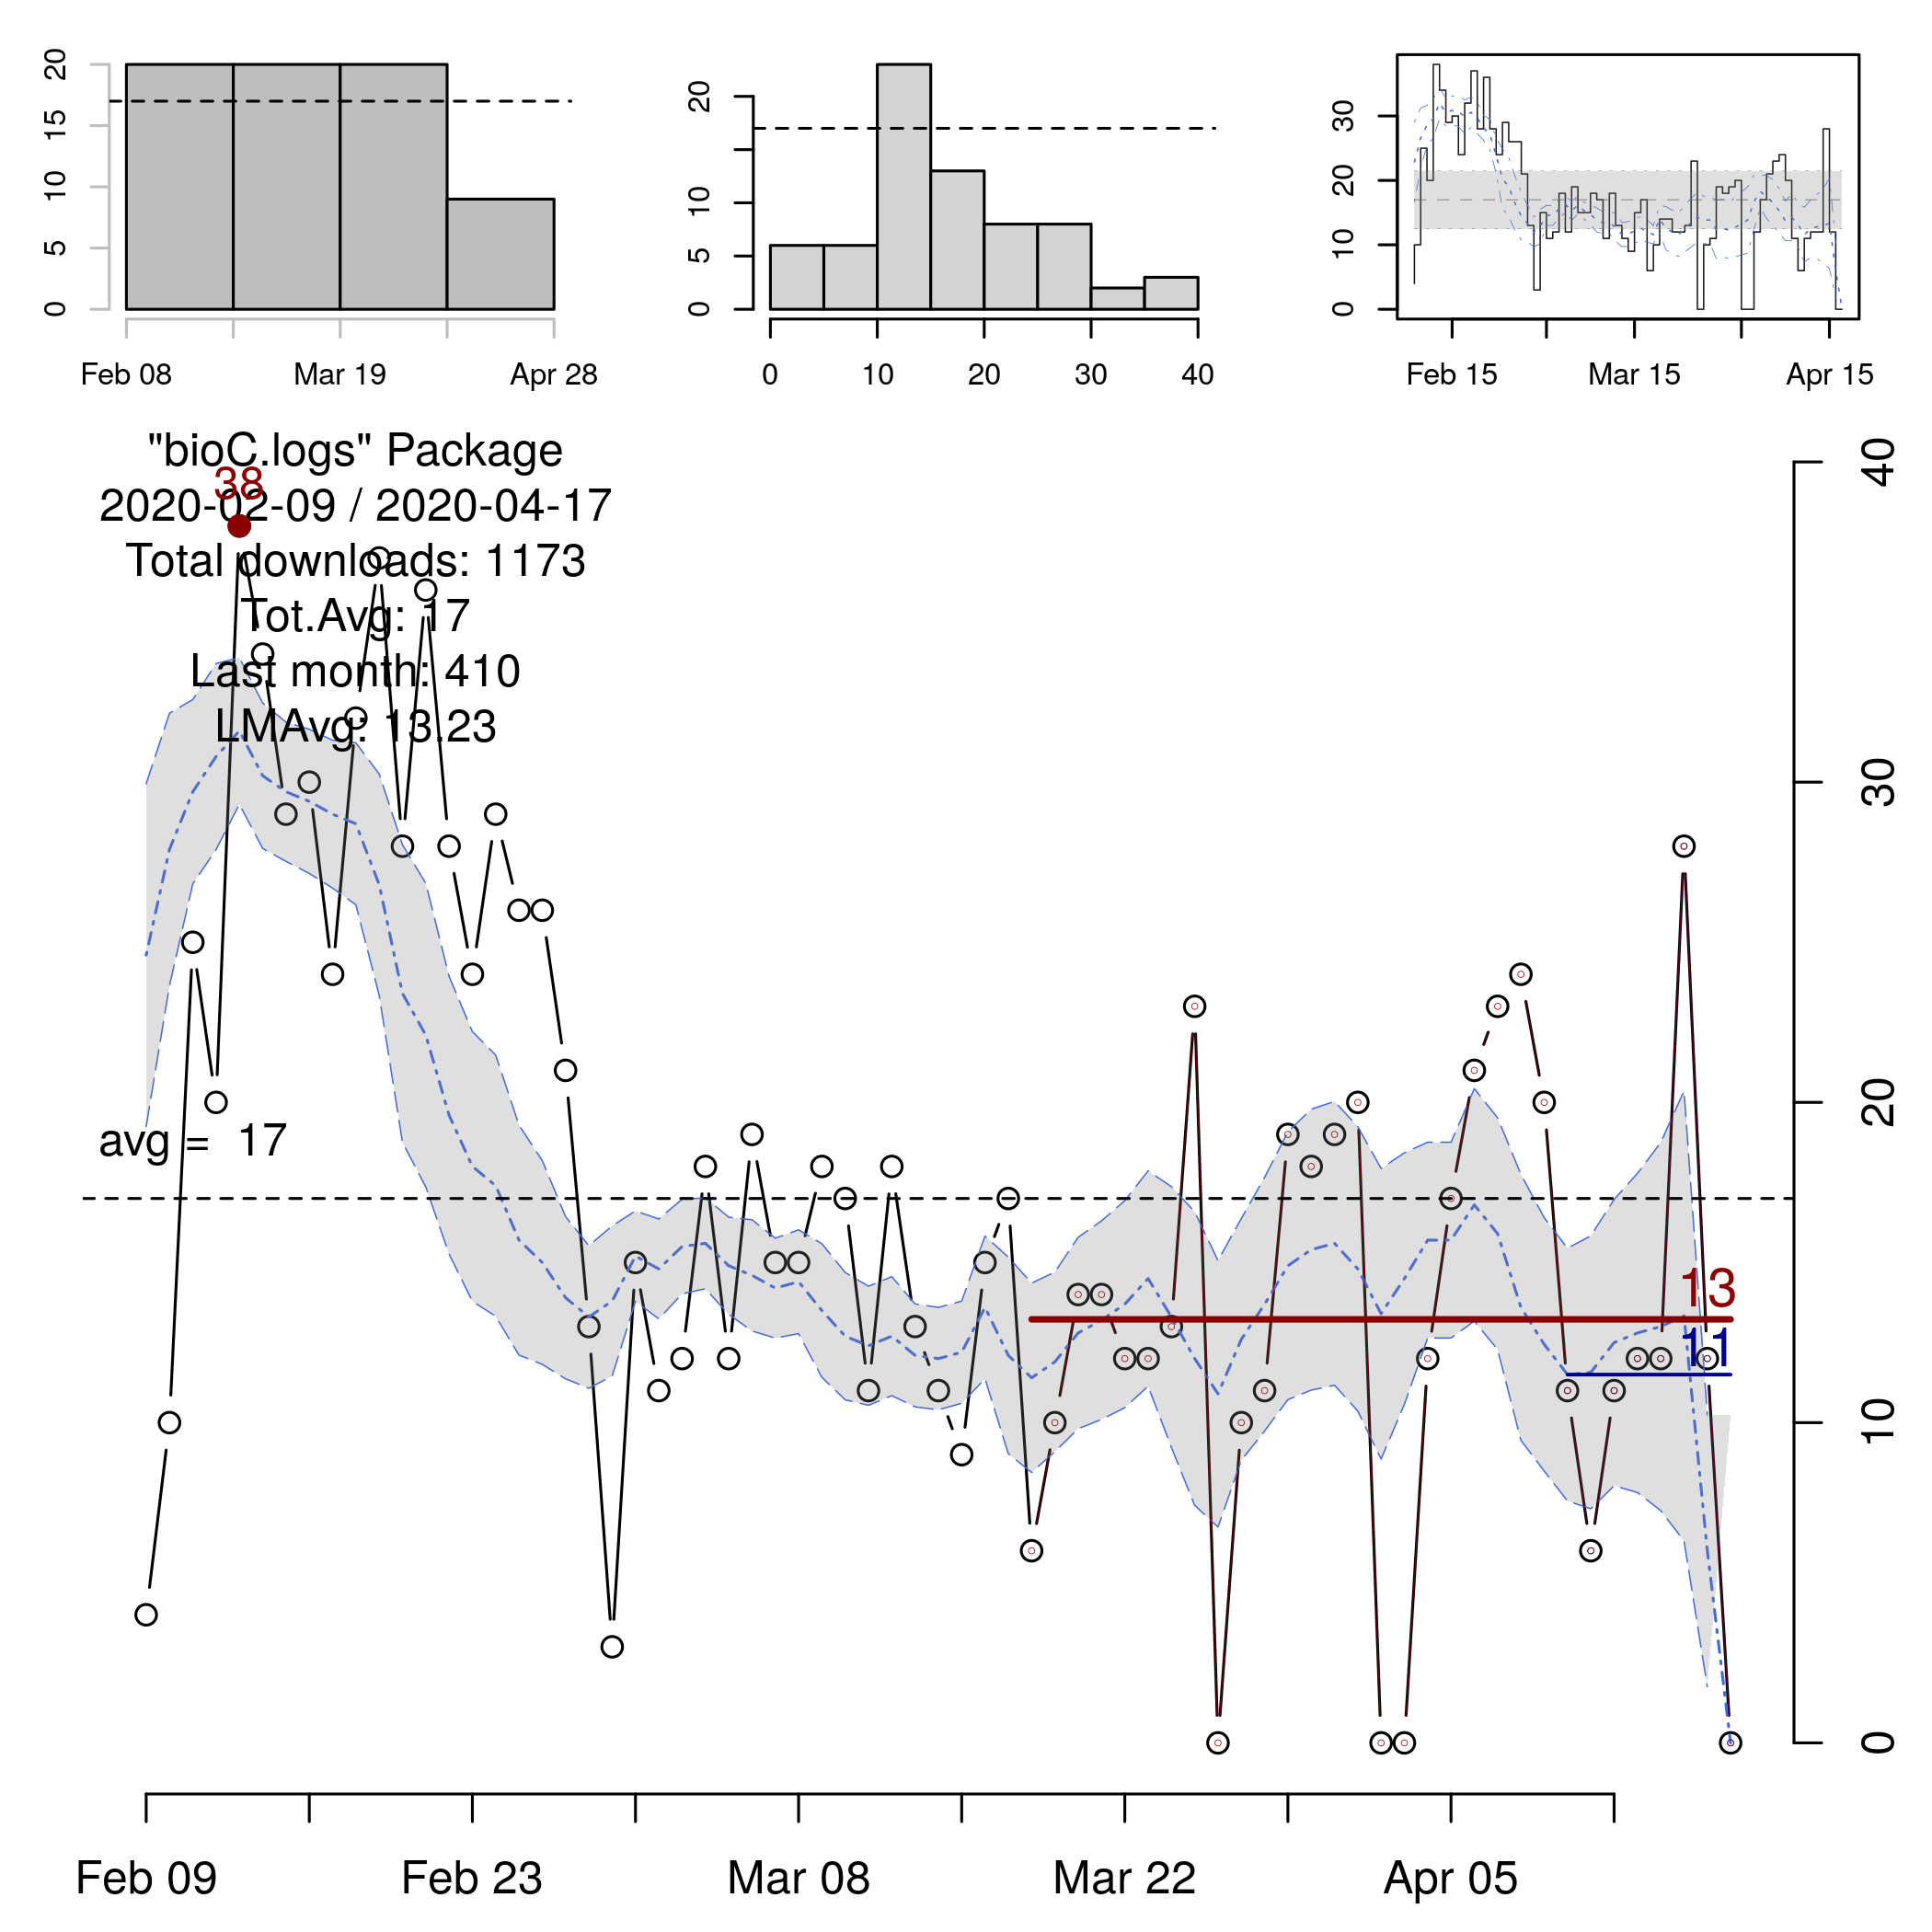 20
15
10
5
0
Feb 08 Mar 19 Apr 28
20
10
5
0
0 10 20 30 40
30
20
10
0
Feb 15 Mar 15 Apr 15
"bioC.logs" Package
38
2020-02-09 / 2020-04-17
Total downloads: 1173
Tot.Avg: 17
Last month: 410
LMAvg: 13.23
avg = 17
13
11
40
30
20
10
0
Feb 09 Feb 23 Mar 08 Mar 22 Apr 05